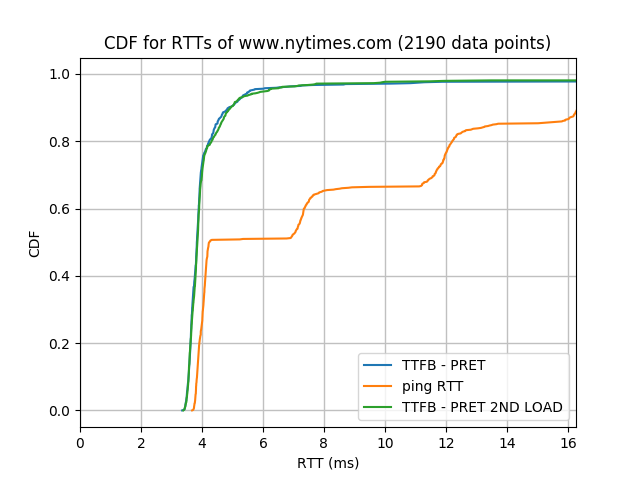 CDF for RTTs of www.nytimes.com (2190 data points)
1.0
0.8
0.6
0.4
0.2
0.0
CDF
TTFB - PRET
ping RTT
TTFB - PRET 2ND LOAD
0 2 4 6 8 10 12 14 16
RTT (ms)